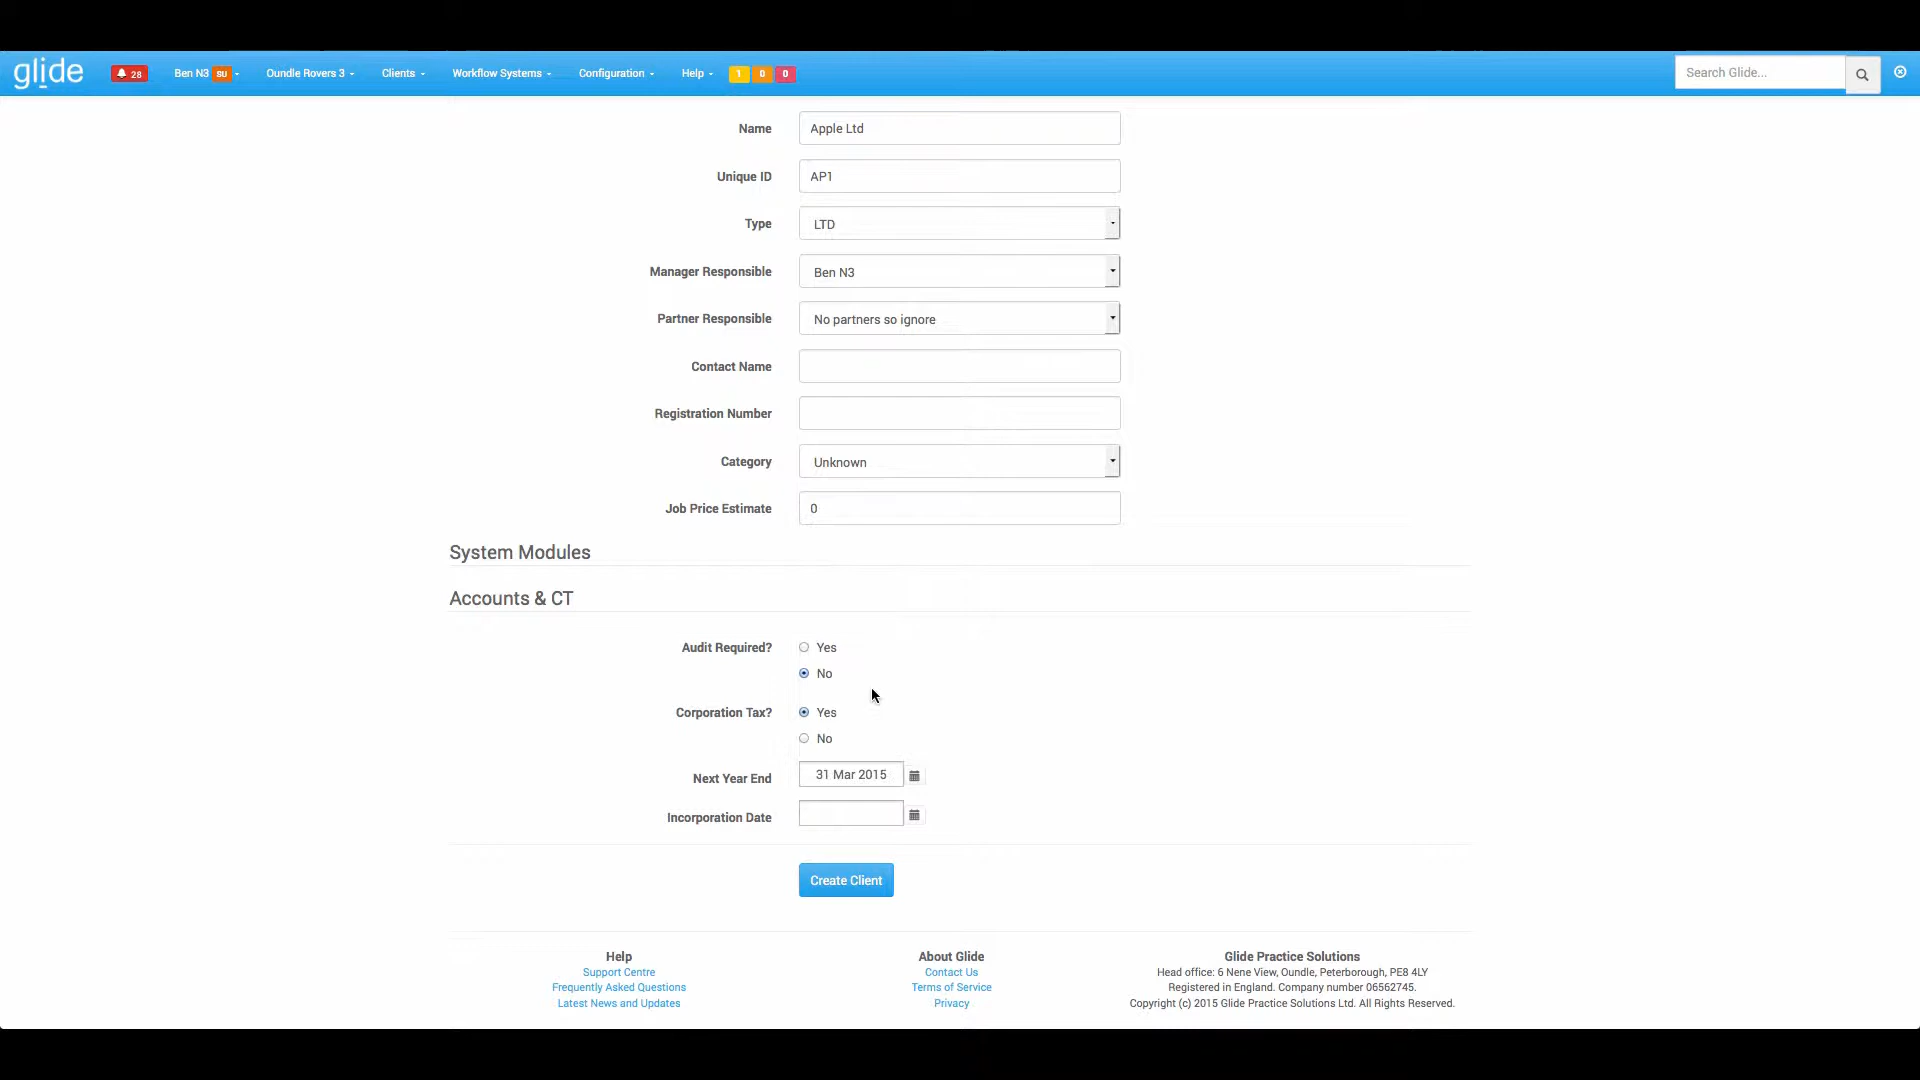 glide 28 Ben N3 SU Oundle Rovers 3 Clients Workflow Systems Configuration Help 1 0 0 Search Glide...
Name Apple Ltd
Unique ID AP1
Type LTD
Manager Responsible Ben N3
Partner Responsible No partners so ignore
Contact Name
Registration Number
Category Unknown
Job Price Estimate 0
System Modules
Accounts & CT
Audit Required? Yes
No
Corporation Tax? Yes
No
Next Year End 31 Mar 2015
Incorporation Date
Create Client
Help
Support Centre
Frequently Asked Questions
Latest News and Updates
About Glide
Contact Us
Terms of Service
Privacy
Glide Practice Solutions
Head office: 6 Nene View, Oundle, Peterborough, PE8 4LY
Registered in England. Company number 06562745.
Copyright (c) 2015 Glide Practice Solutions Ltd. All Rights Reserved.